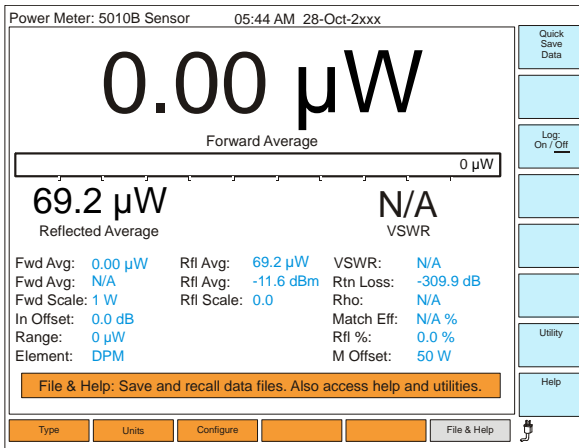 Power Meter: 5010B Sensor 05:44 AM 28-Oct-2xxx
0.00 µW
Forward Average
0 µW
69.2 µW N/A
Reflected Average VSWR
Fwd Avg: 0.00 µW Rfl Avg: 69.2 µW VSWR: N/A
Fwd Avg: N/A Rfl Avg: -11.6 dBm Rtn Loss: -309.9 dB
Fwd Scale: 1 W Rfl Scale: 0.0 Rho: N/A
In Offset: 0.0 dB Match Eff: N/A %
Range: 0 µW Rfl %: 0.0 %
Element: DPM M Offset: 50 W
File & Help: Save and recall data files. Also access help and utilities.
Type Units Configure File & Help
Quick
Save
Data
Log:
On / Off
Utility
Help